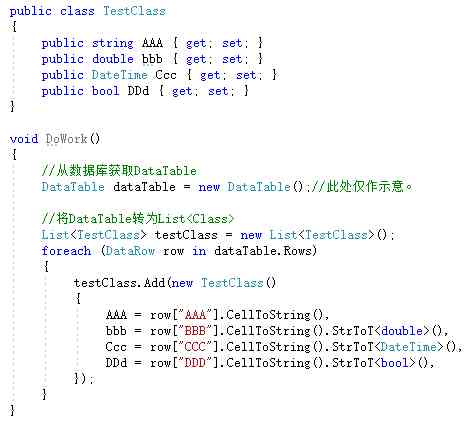 public class TestClass
{
    public string AAA { get; set; }
    public double bbb { get; set; }
    public DateTime Ccc { get; set; }
    public bool DDd { get; set; }
}
void DoWork()
{
    //从数据库获取DataTable
    DataTable dataTable = new DataTable();//此处仅作示意。
    //将DataTable转为List<Class>
    List<TestClass> testClass = new List<TestClass>();
    foreach (DataRow row in dataTable.Rows)
    {
        testClass.Add(new TestClass()
        {
            AAA = row["AAA"].CellToString(),
            bbb = row["BBB"].CellToString().StrToT<double>(),
            Ccc = row["CCC"].CellToString().StrToT<DateTime>(),
            DDd = row["DDD"].CellToString().StrToT<bool>(),
        });
    }
}